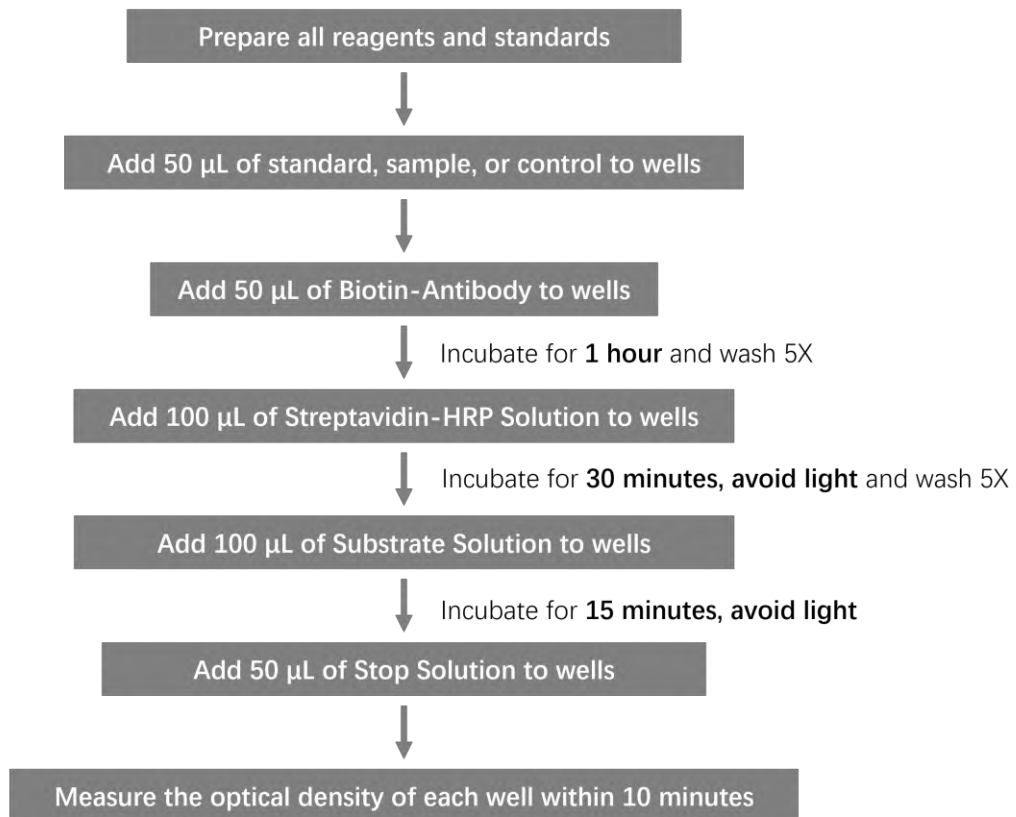 Prepare all reagents and standards
Add 50 μL of standard, sample, or control to wells
Add 50 μL of Biotin-Antibody to wells
Incubate for 1 hour and wash 5X
Add 100 μL of Streptavidin-HRP Solution to wells
Incubate for 30 minutes, avoid light and wash 5X
Add 100 μL of Substrate Solution to wells
Incubate for 15 minutes, avoid light
Add 50 μL of Stop Solution to wells
Measure the optical density of each well within 10 minutes